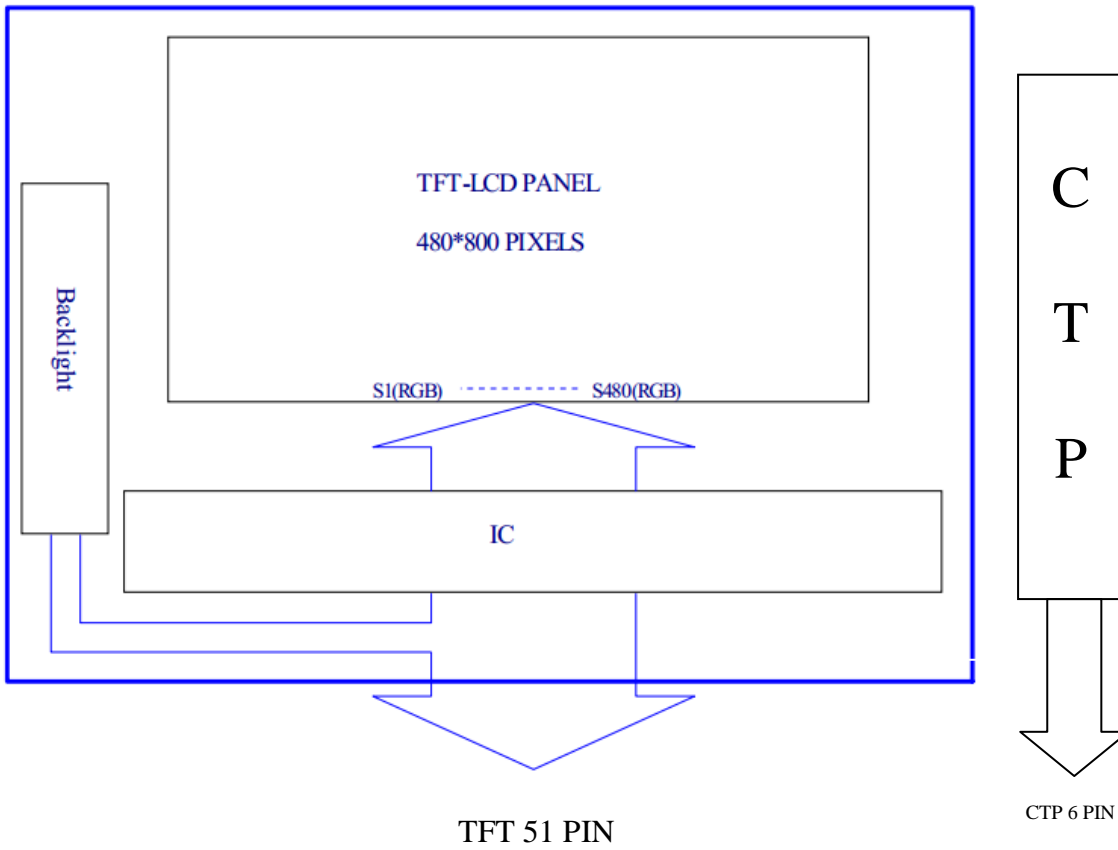 TFT-LCD PANEL
480*800 PIXELS
S1(RGB) S480(RGB)
Backlight
IC
TFT 51 PIN
C
T
P
CTP 6 PIN